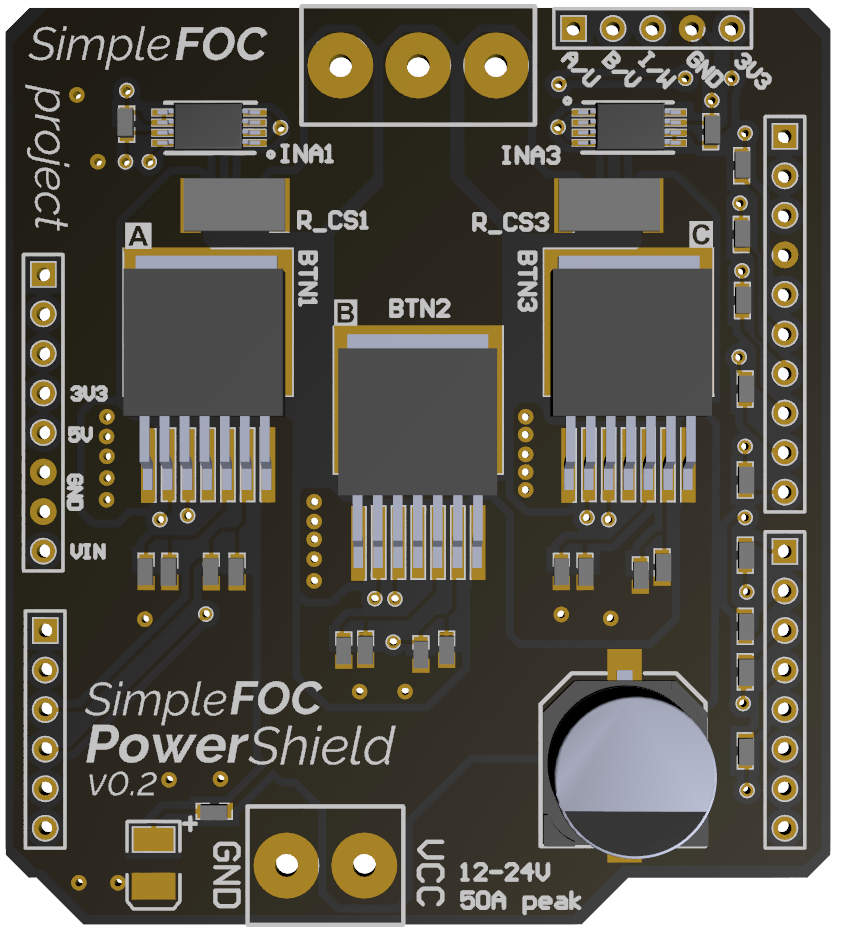 SimpleFOC
project
A/U
B/V
I/W
GND
3V3
INA1
INA3
R_CS1
R_CS3
A
BTN1
B
BTN2
BTN3
C
3V3
5V
GND
VIN
SimpleFOC
PowerShield
v0.2
+
GND
VCC
12-24V
50A peak